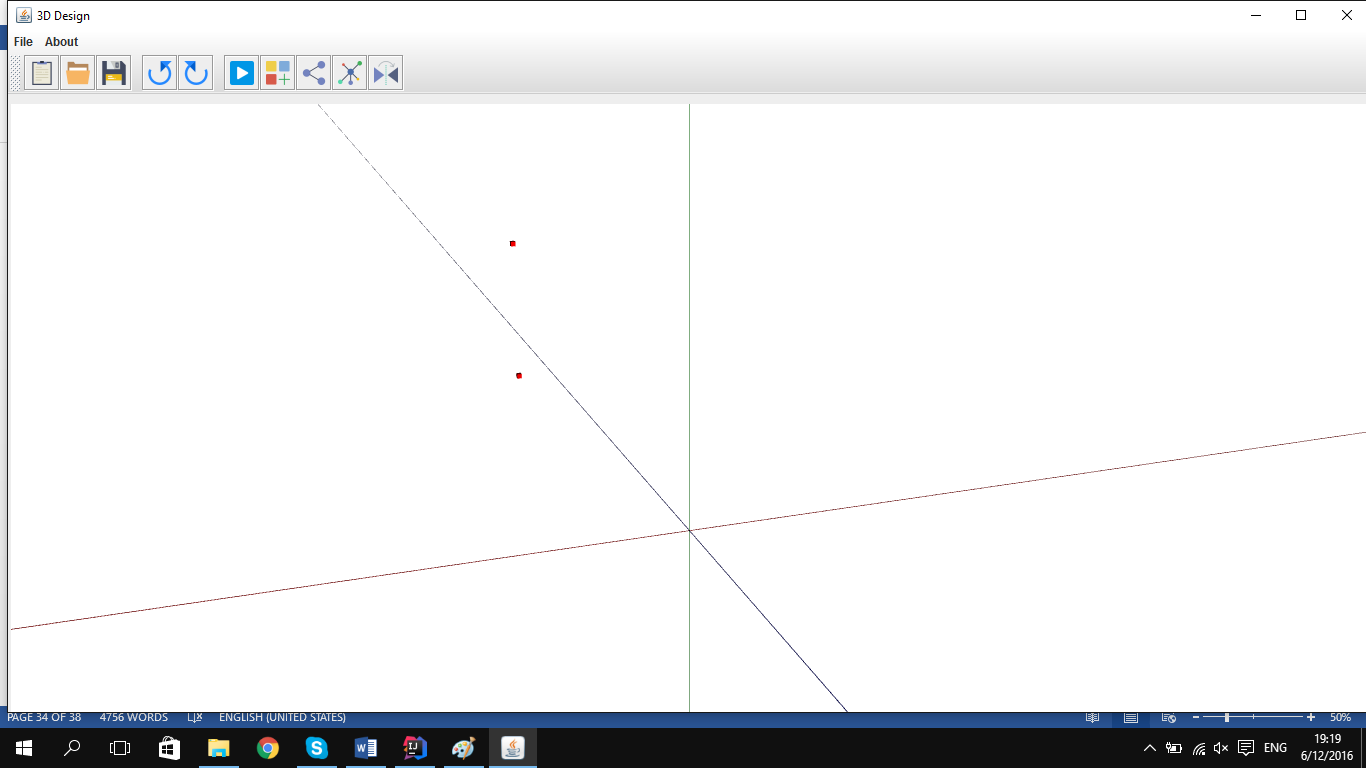 3D Design
File About
PAGE 34 OF 38 4756 WORDS ENGLISH (UNITED STATES) 50%
W IJ ENG 19:19
6/12/2016